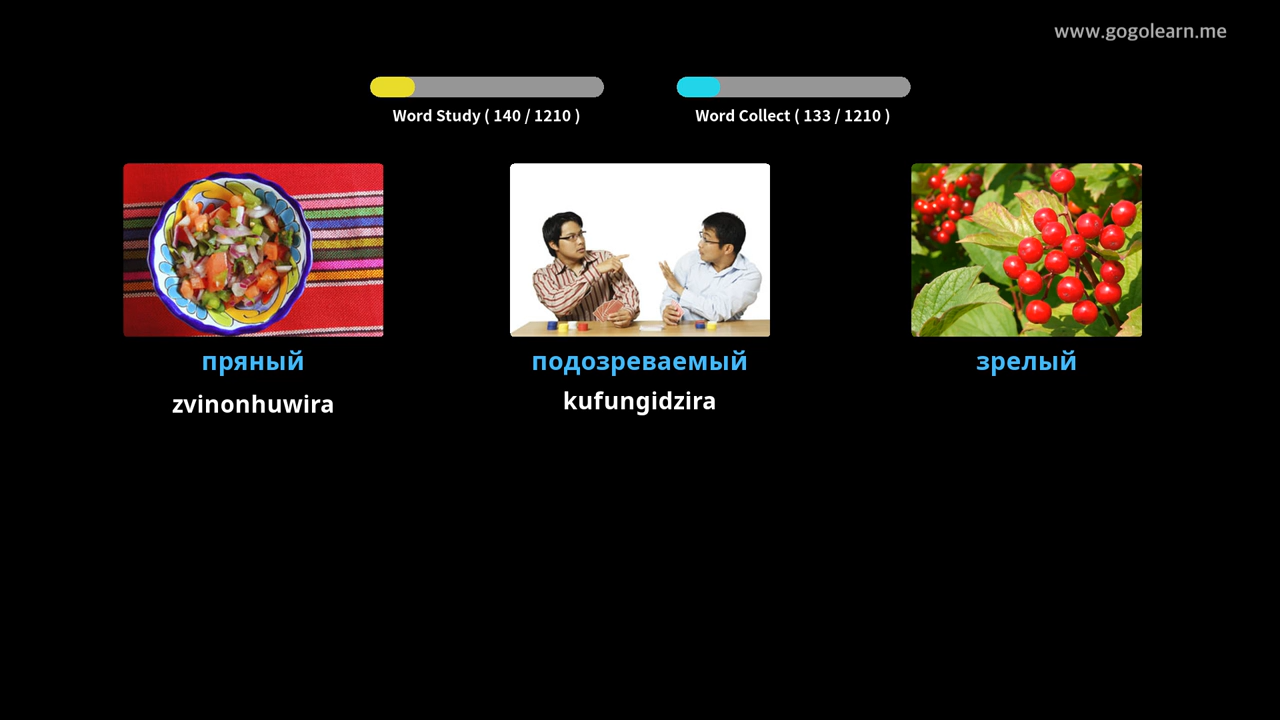 www.gogolearn.me
Word Study ( 140 / 1210 )
Word Collect ( 133 / 1210 )
пряный
подозреваемый
зрелый
zvinonhuwira
kufungidzira